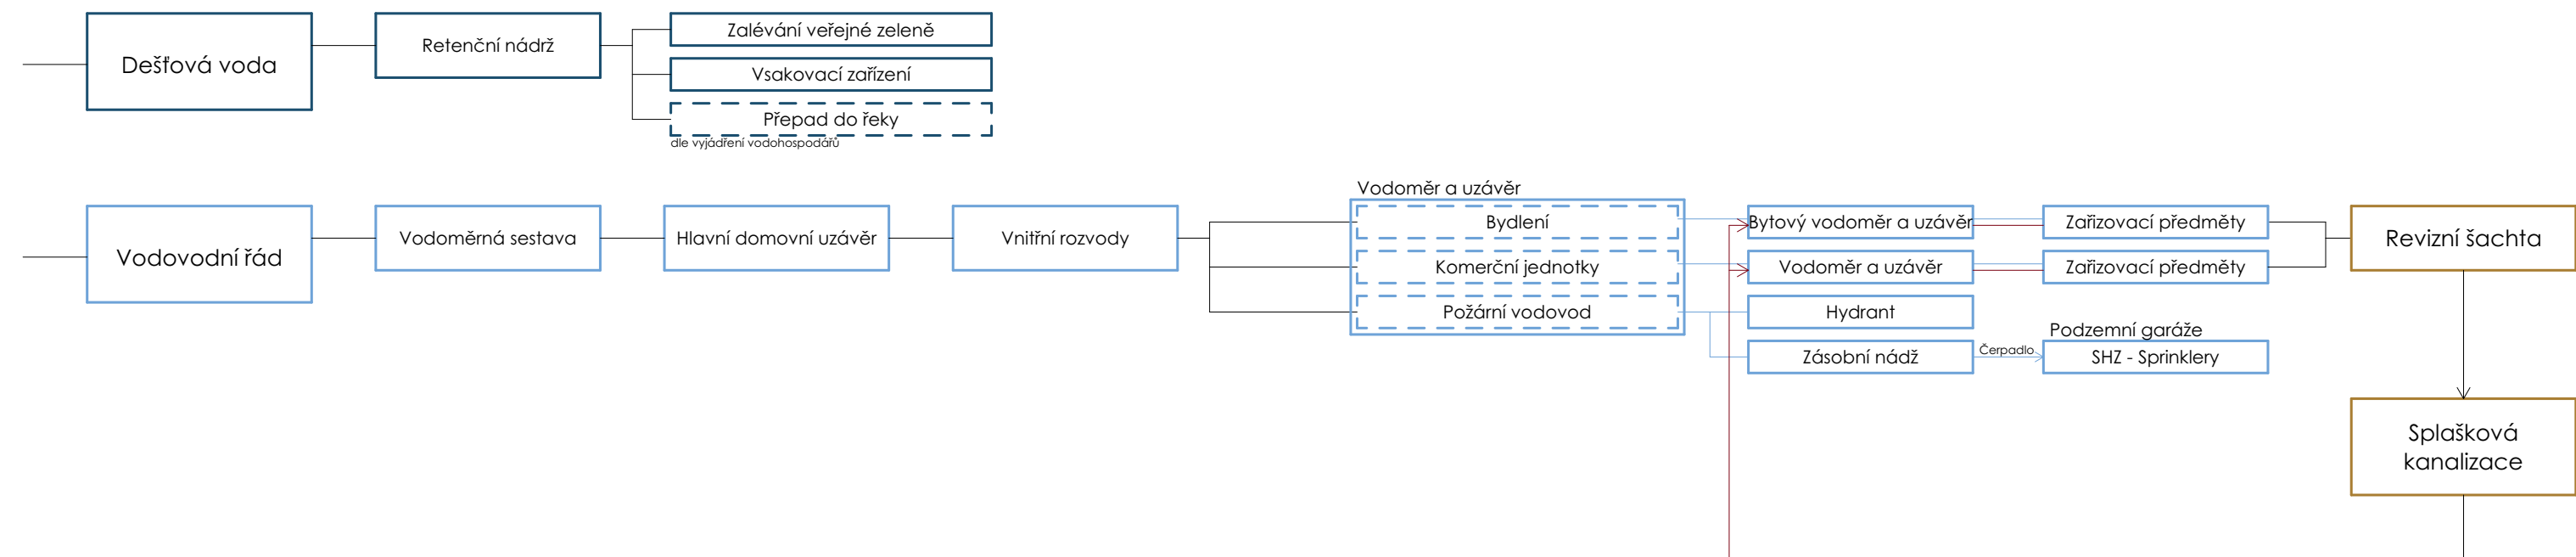 Dešťová voda
Retenční nádrž
Zalévání veřejné zeleně
Vsakovací zařízení
Přepad do řeky
dle vyjádření vodohospodářů
Vodovodní řád
Vodoměrná sestava
Hlavní domovní uzávěr
Vnitřní rozvody
Vodoměr a uzávěr
Bydlení
Komerční jednotky
Požární vodovod
Bytový vodoměr a uzávěr
Vodoměr a uzávěr
Hydrant
Zásobní nádž
Čerpadlo
Zařizovací předměty
Zařizovací předměty
Podzemní garáže
SHZ - Sprinklery
Revizní šachta
Splašková
kanalizace